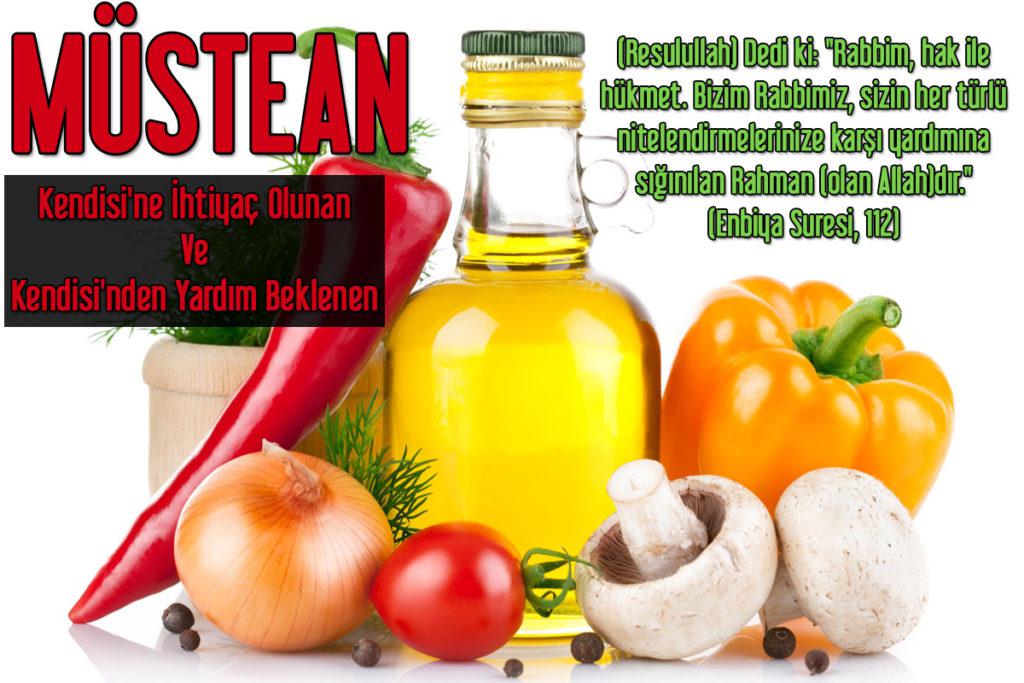 MÜSTEAN
Kendisi'ne İhtiyaç Olunan
Ve
Kendisi'nden Yardım Beklenen
(Resulullah) Dedi ki: "Rabbim, hak ile
hükmet. Bizim Rabbimiz, sizin her türlü
nitelendirmelerinize karşı yardımına
sığınılan Rahman (olan Allah)dır."
(Enbiya Suresi, 112)